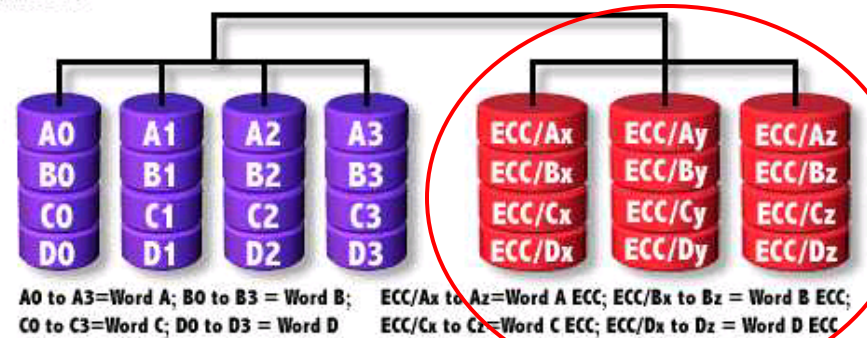 A0 A1 A2 A3 ECC/Ax ECC/Ay ECC/Az
B0 B1 B2 B3 ECC/Bx ECC/By ECC/Bz
C0 C1 C2 C3 ECC/Cx ECC/Cy ECC/Cz
D0 D1 D2 D3 ECC/Dx ECC/Dy ECC/Dz
A0 to A3=Word A; B0 to B3 = Word B; ECC/Ax to Az=Word A ECC; ECC/Bx to Bz = Word B ECC;
C0 to C3=Word C; D0 to D3 = Word D ECC/Cx to Cz=Word C ECC; ECC/Dx to Dz = Word D ECC